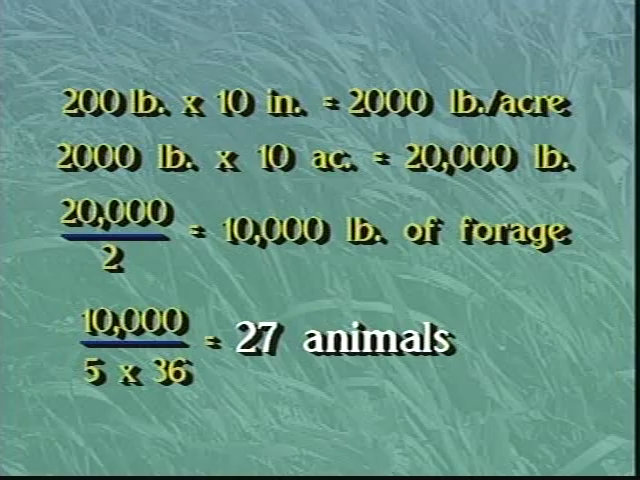 200 lb. x 10 in. = 2000 lb./acre
2000 lb. x 10 ac. = 20,000 lb.
20,000
2
= 10,000 lb. of forage
10,000
5 x 36
= 27 animals